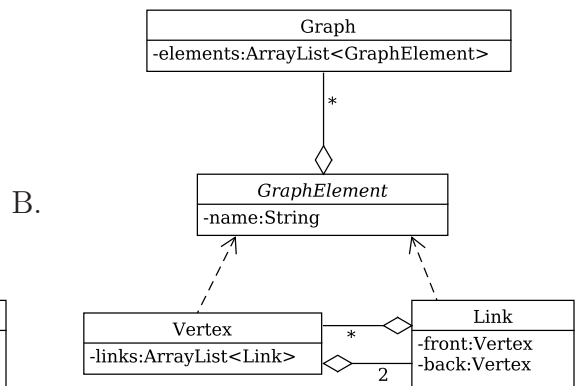 Graph
-elements:ArrayList<GraphElement>
*
B.
GraphElement
-name:String
Vertex
-links:ArrayList<Link>
*
2
Link
-front:Vertex
-back:Vertex